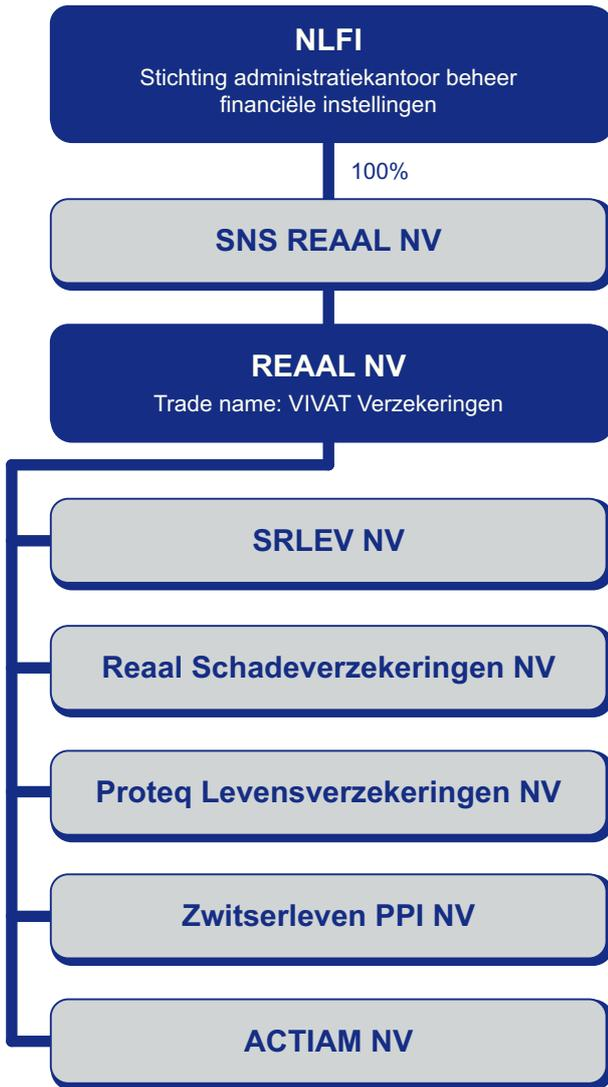 NLFI
Stichting administratiekantoor beheer
financiële instellingen
100%
SNS REAAL NV
REAAL NV
Trade name: VIVAT Verzekeringen
SRLEV NV
Reaal Schadeverzekeringen NV
Proteq Levensverzekeringen NV
Zwitserleven PPI NV
ACTIAM NV